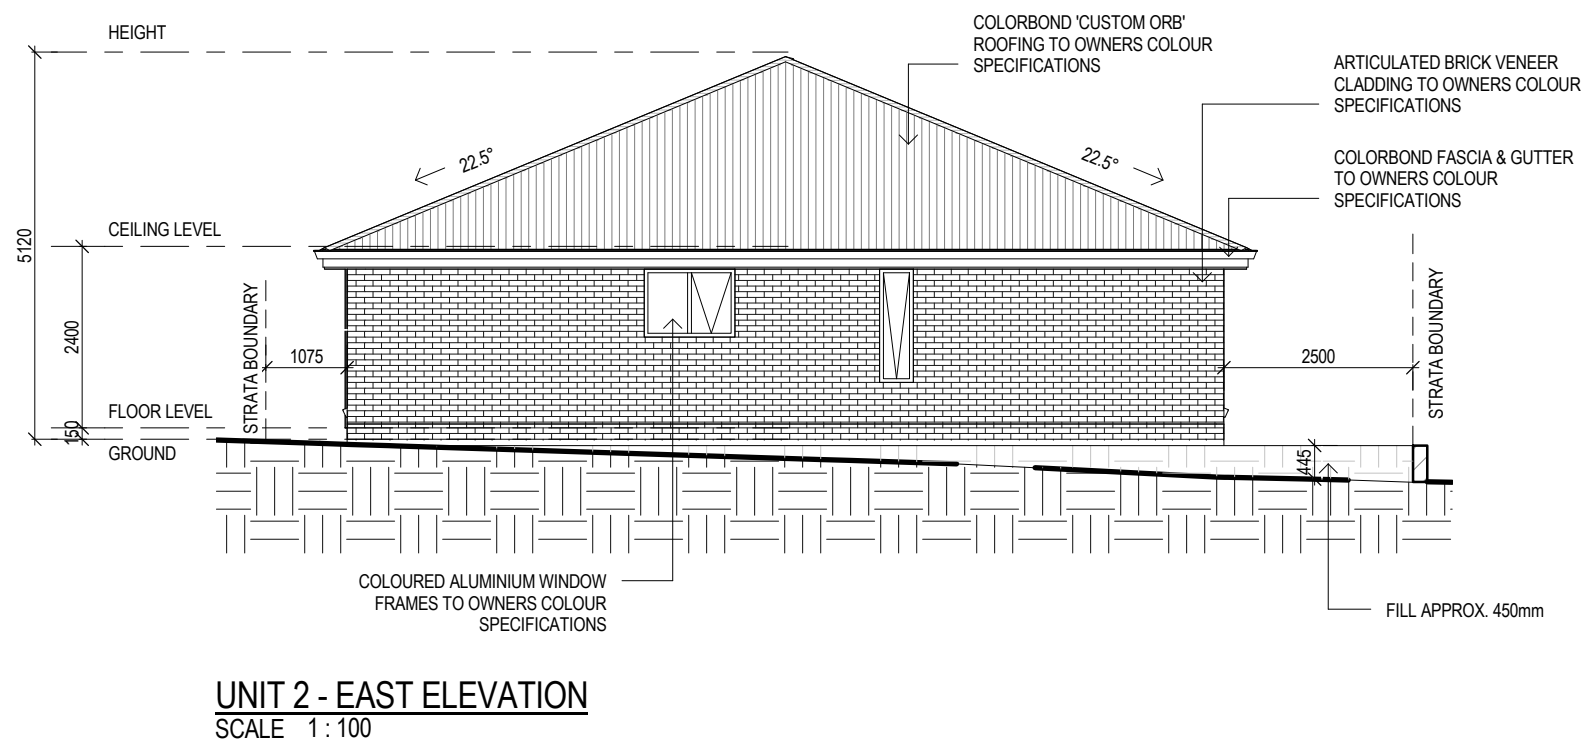 HEIGHT
COLORBOND 'CUSTOM ORB'
ROOFING TO OWNERS COLOUR
SPECIFICATIONS
ARTICULATED BRICK VENEER
CLADDING TO OWNERS COLOUR
SPECIFICATIONS
22.5°
22.5°
COLORBOND FASCIA & GUTTER
TO OWNERS COLOUR
SPECIFICATIONS
CEILING LEVEL
5120
2400
STRATA BOUNDARY
1075
2500
STRATA BOUNDARY
FLOOR LEVEL
150
GROUND
445
COLOURED ALUMINIUM WINDOW
FRAMES TO OWNERS COLOUR
SPECIFICATIONS
FILL APPROX. 450mm
UNIT 2 - EAST ELEVATION
SCALE 1 : 100